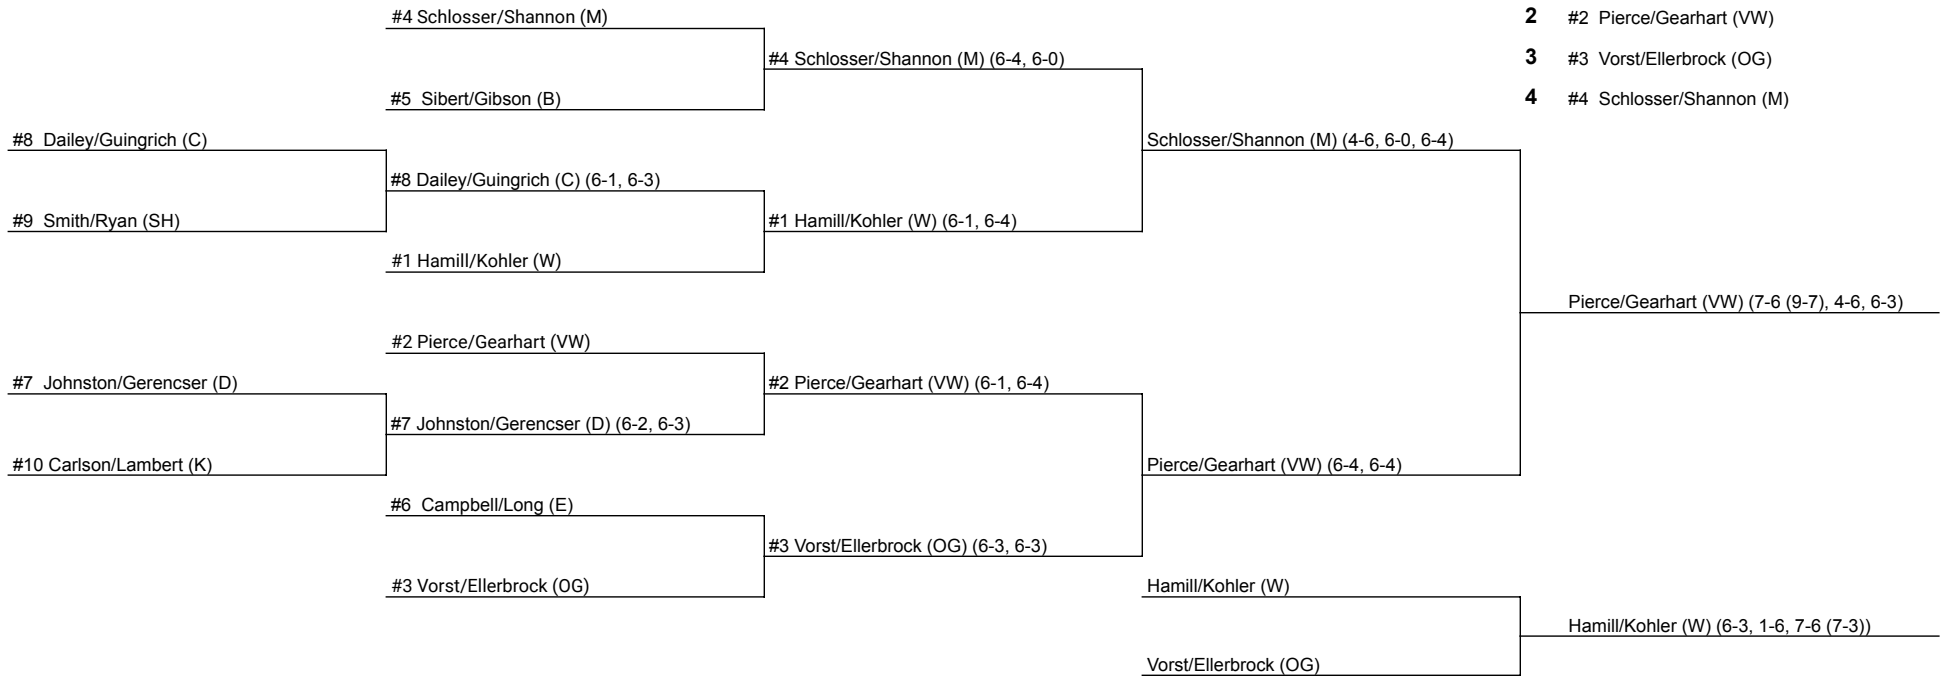 #4 Schlosser/Shannon (M)
2 #2 Pierce/Gearhart (VW)
#4 Schlosser/Shannon (M) (6-4, 6-0)
3 #3 Vorst/Ellerbrock (OG)
#5 Sibert/Gibson (B)
4 #4 Schlosser/Shannon (M)
#8 Dailey/Guingrich (C)
Schlosser/Shannon (M) (4-6, 6-0, 6-4)
#8 Dailey/Guingrich (C) (6-1, 6-3)
#9 Smith/Ryan (SH)
#1 Hamill/Kohler (W) (6-1, 6-4)
#1 Hamill/Kohler (W)
Pierce/Gearhart (VW) (7-6 (9-7), 4-6, 6-3)
#2 Pierce/Gearhart (VW)
#7 Johnston/Gerencser (D)
#2 Pierce/Gearhart (VW) (6-1, 6-4)
#7 Johnston/Gerencser (D) (6-2, 6-3)
#10 Carlson/Lambert (K)
Pierce/Gearhart (VW) (6-4, 6-4)
#6 Campbell/Long (E)
#3 Vorst/Ellerbrock (OG) (6-3, 6-3)
#3 Vorst/Ellerbrock (OG)
Hamill/Kohler (W)
Hamill/Kohler (W) (6-3, 1-6, 7-6 (7-3))
Vorst/Ellerbrock (OG)